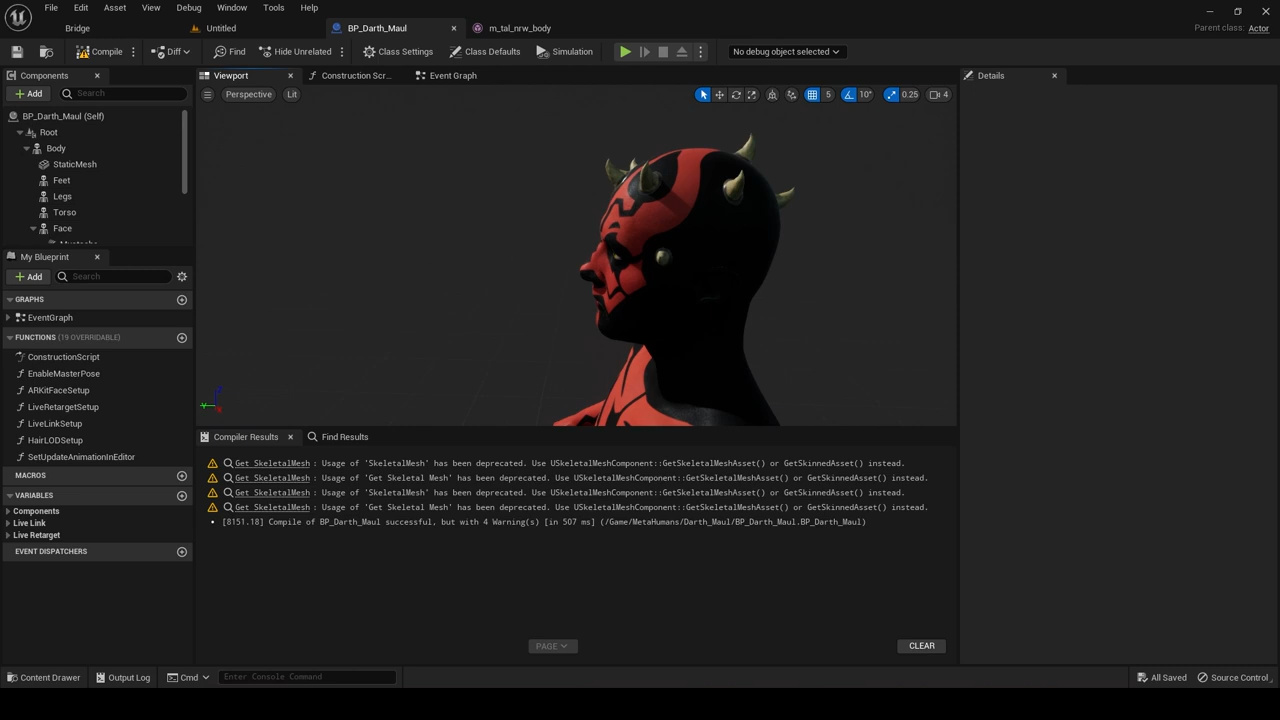 File Edit Asset View Debug Window Tools Help
Bridge Untitled BP_Darth_Maul m_tal_nrw_body Parent class: Actor
Compile Diff Find Hide Unrelated Class Settings Class Defaults Simulation No debug object selected
Components Viewport Construction Scr... Event Graph Details
Add Search Perspective Lit 5 10° 0.25 4
BP_Darth_Maul (Self)
Root
Body
StaticMesh
Feet
Legs
Torso
Face
My Blueprint
Add Search
GRAPHS
EventGraph
FUNCTIONS (19 OVERRIDABLE)
ConstructionScript
EnableMasterPose
ARKitFaceSetup
LiveRetargetSetup
LiveLinkSetup
HairLODSetup
SetUpdateAnimationInEditor
MACROS
VARIABLES
Components
Live Link
Live Retarget
EVENT DISPATCHERS
Compiler Results Find Results
Get SkeletalMesh : Usage of 'SkeletalMesh' has been deprecated. Use USkeletalMeshComponent::GetSkeletalMeshAsset() or GetSkinnedAsset() instead.
Get SkeletalMesh : Usage of 'Get Skeletal Mesh' has been deprecated. Use USkeletalMeshComponent::GetSkeletalMeshAsset() or GetSkinnedAsset() instead.
Get SkeletalMesh : Usage of 'SkeletalMesh' has been deprecated. Use USkeletalMeshComponent::GetSkeletalMeshAsset() or GetSkinnedAsset() instead.
Get SkeletalMesh : Usage of 'Get Skeletal Mesh' has been deprecated. Use USkeletalMeshComponent::GetSkeletalMeshAsset() or GetSkinnedAsset() instead.
[8151.18] Compile of BP_Darth_Maul successful, but with 4 Warning(s) [in 507 ms] (/Game/MetaHumans/Darth_Maul/BP_Darth_Maul.BP_Darth_Maul)
PAGE CLEAR
Content Drawer Output Log Cmd Enter Console Command All Saved Source Control